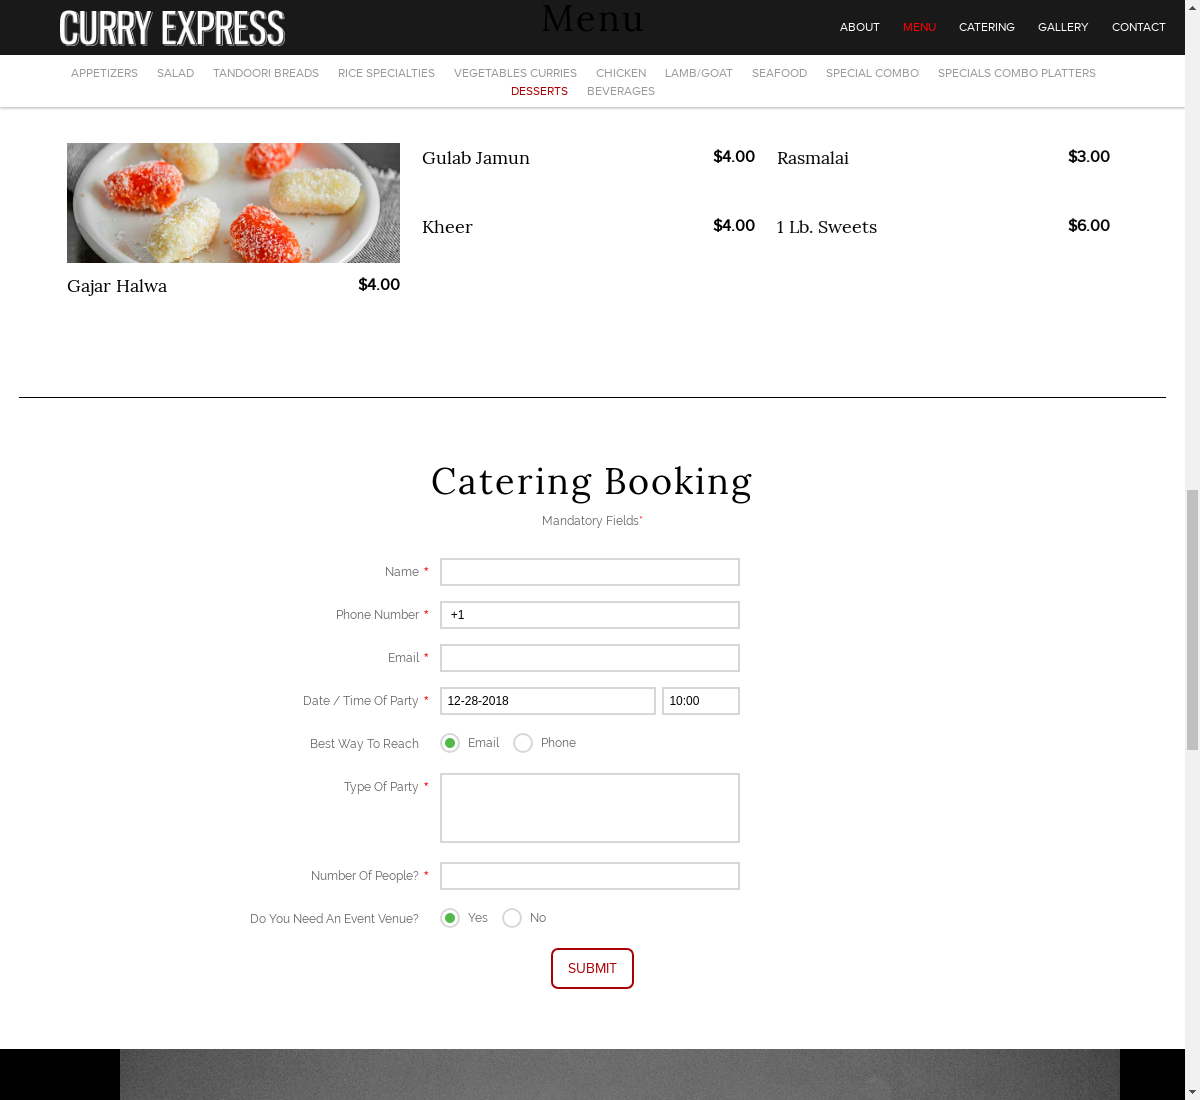 CURRY EXPRESS
Menu
ABOUT MENU CATERING GALLERY CONTACT
APPETIZERS SALAD TANDOORI BREADS RICE SPECIALTIES VEGETABLES CURRIES CHICKEN LAMB/GOAT SEAFOOD SPECIAL COMBO SPECIALS COMBO PLATTERS
DESSERTS BEVERAGES
Gulab Jamun $4.00 Rasmalai $3.00
Kheer $4.00 1 Lb. Sweets $6.00
Gajar Halwa $4.00
Catering Booking
Mandatory Fields*
Name *
Phone Number * +1
Email *
Date / Time Of Party * 12-28-2018 10:00
Best Way To Reach Email Phone
Type Of Party *
Number Of People? *
Do You Need An Event Venue? Yes No
SUBMIT